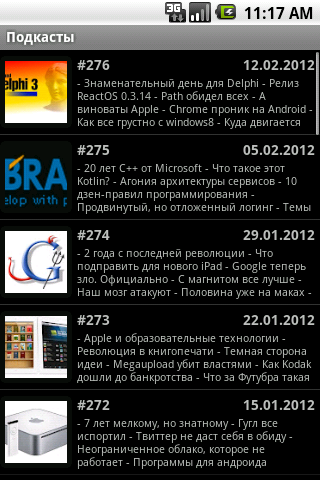 3G 11:17 AM
Подкасты
elphi 3
#276 12.02.2012
- Знаменательный день для Delphi - Релиз
ReactOS 0.3.14 - Path обидел всех - А
виноваты Apple - Chrome проник на Android -
Как все грустно с windows8 - Куда двигается
BRA
elop with p
#275 05.02.2012
- 20 лет C++ от Microsoft - Что такое этот
Kotlin? - Агония архитектуры сервисов - 10
дзен-правил программирования -
Продвинутый, но отложенный логинг - Темы
#274 29.01.2012
- 2 года с последней революции - Что
подправить для нового iPad - Google теперь
зло. Официально - С магнитом все лучше -
Наш мозг атакуют - Половина уже на маках -
#273 22.01.2012
- Apple и образовательные технологии -
Революция в книгопечати - Темная сторона
идеи - Megaupload убит властями - Как Kodak
дошли до банкротства - Что за Футубра такая
#272 15.01.2012
- 7 лет мелкому, но знатному - Гугл все
испортил - Твиттер не даст себя в обиду -
Неограниченное облако, которое не
работает - Программы для андроида